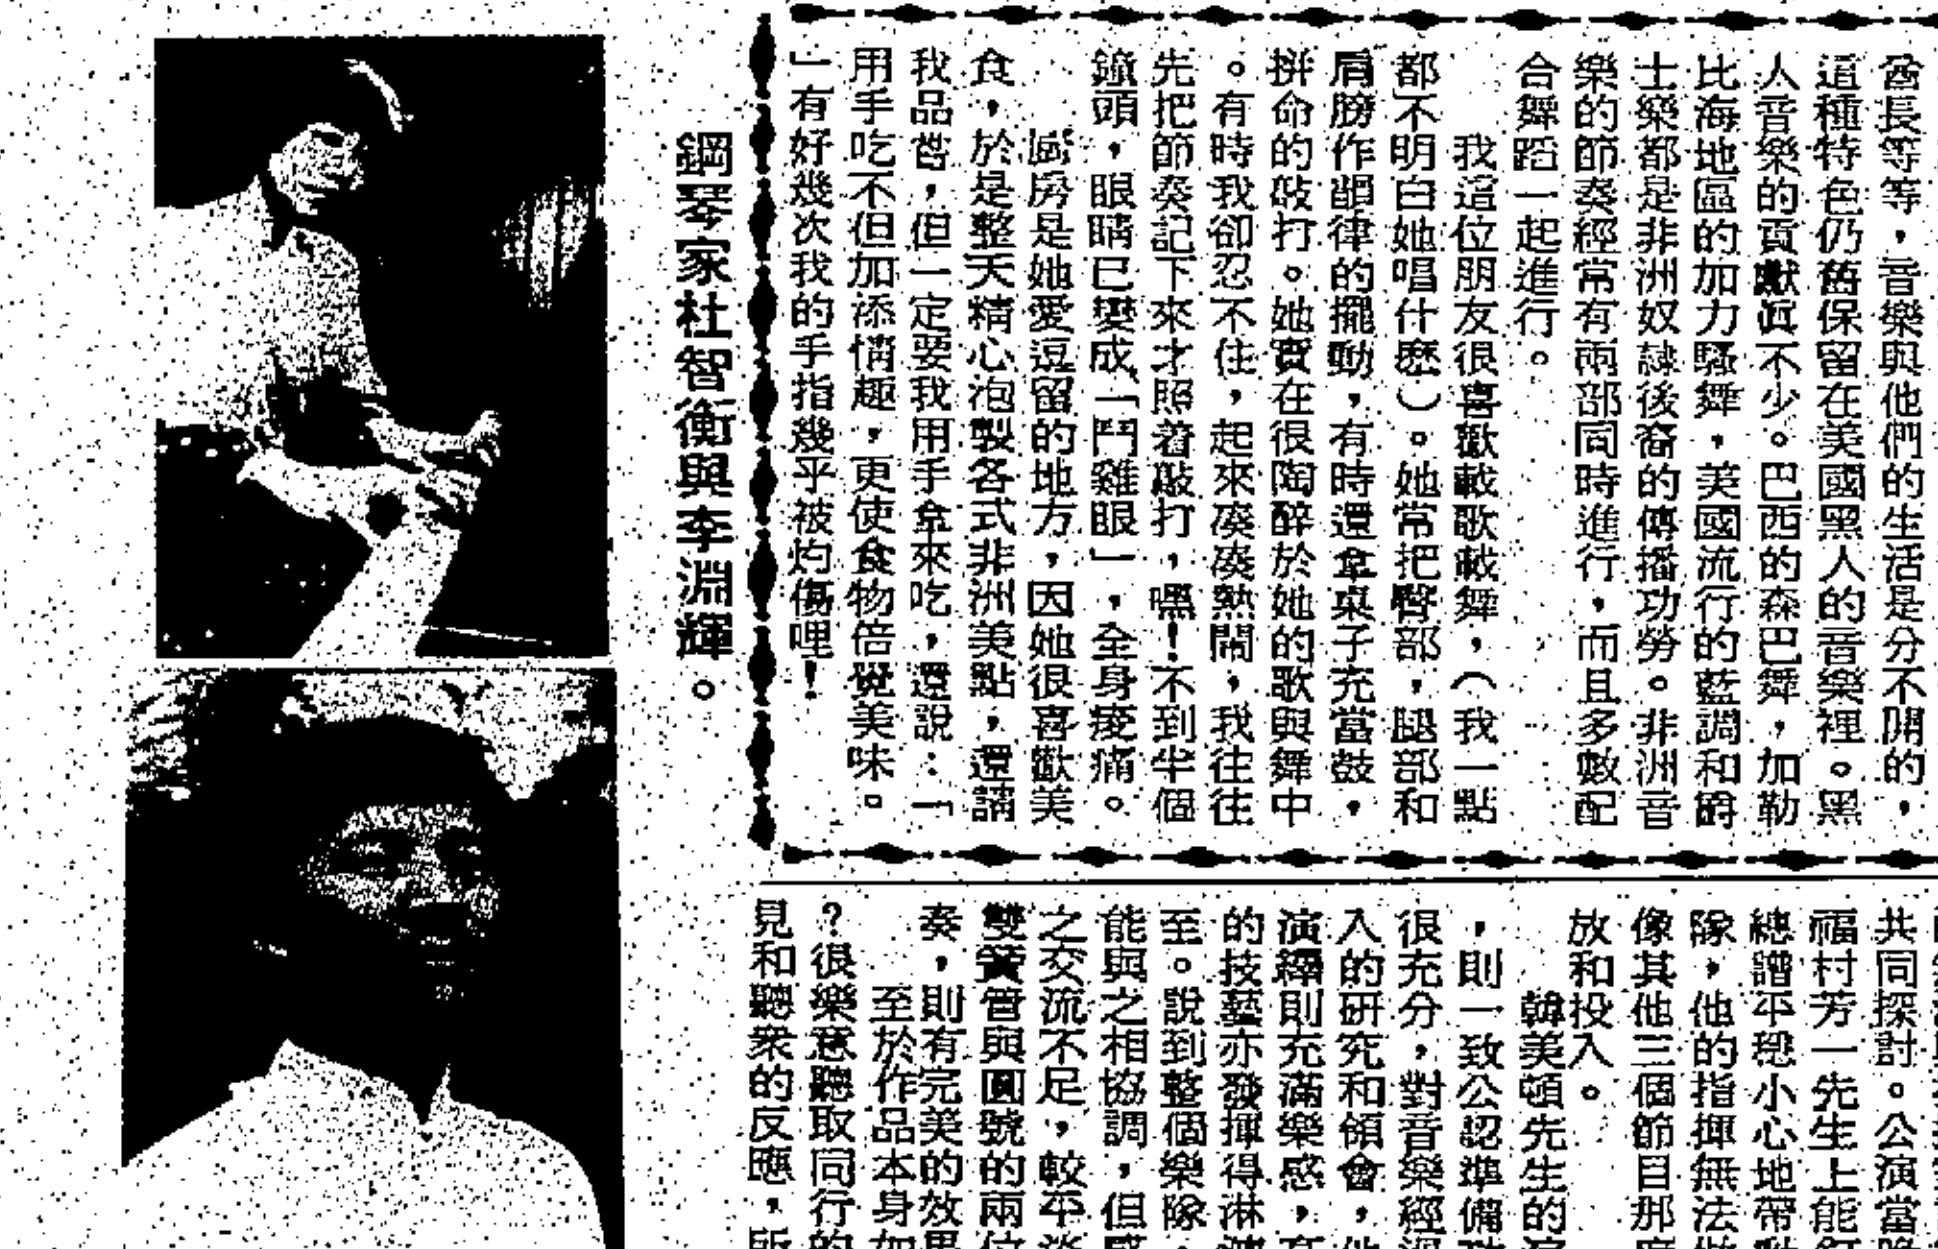 酋長等等，音樂與他們的生活是分不開的，
這種特色仍舊保留在美國黑人的音樂裡。黑
人音樂的貢獻眞不少。巴西的森巴舞，加勒
比海地區的加力騷舞，美國流行的藍調和爵
士樂都是非洲奴隸後裔的傳播功勞。非洲音
樂的節奏經常有兩部同時進行，而且多數配
合舞蹈一起進行。
我這位朋友很喜歡載歌載舞，（我一點
都不明白她唱什麽）。她常把臀部，腿部和
肩膀作韻律的擺動，有時還拿桌子充當鼓，
拼命的敲打。她實在很陶醉於她的歌與舞中
。有時我卻忍不住，起來凑凑熱鬧，我往往
先把節奏記下來才照着敲打，嘿！不到半個
鐘頭，眼睛已變成「鬥雞眼」，全身痠痛。
廚房是她愛逗留的地方，因她很喜歡美
食，於是整天精心泡製各式非洲美點，還請
我品嘗，但一定要我用手拿來吃，還說：「
用手吃不但加添情趣，更使食物倍覺美味。
」有好幾次我的手指幾乎被灼傷哩！
鋼琴家杜智衡與李淵輝。
共同探討。公演當
福村芳一先生上能
總譜平穩小心地帶
隊，他的指揮無法
像其他三個節目那
放和投入。
韓美頓先生的
，則一致公認準備
很充分，對音樂經
入的研究和領會，他
演繹則充滿樂感，
的技藝亦發揮得淋
至。說到整個樂隊，
能與之相協調，但
之交流不足，較平淡
雙簧管與圓號的兩位
奏，則有完美的效果
至於作品本身如
？很樂意聽取同行的
見和聽衆的反應，所